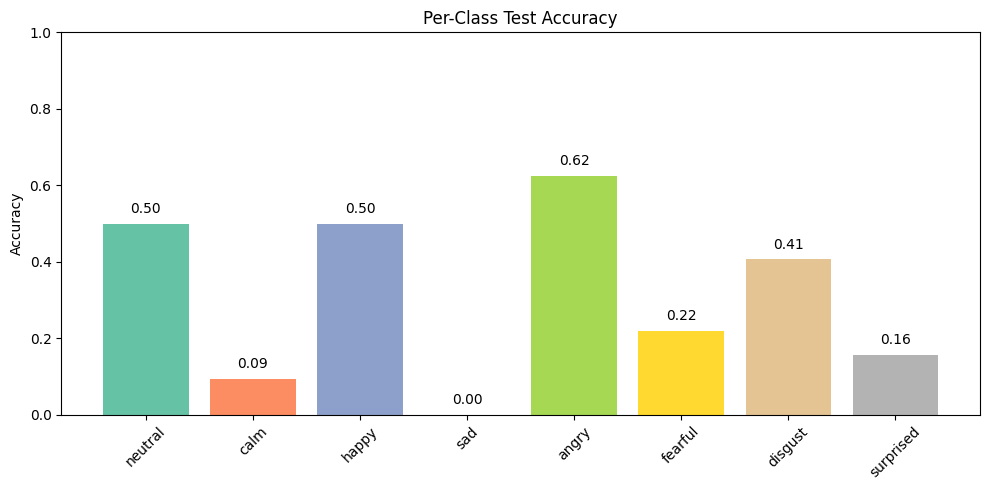 Per-Class Test Accuracy
1.0
0.8
0.6
0.4
0.2
0.0
Accuracy
0.50
0.09
0.50
0.00
0.62
0.22
0.41
0.16
neutral
calm
happy
sad
angry
fearful
disgust
surprised